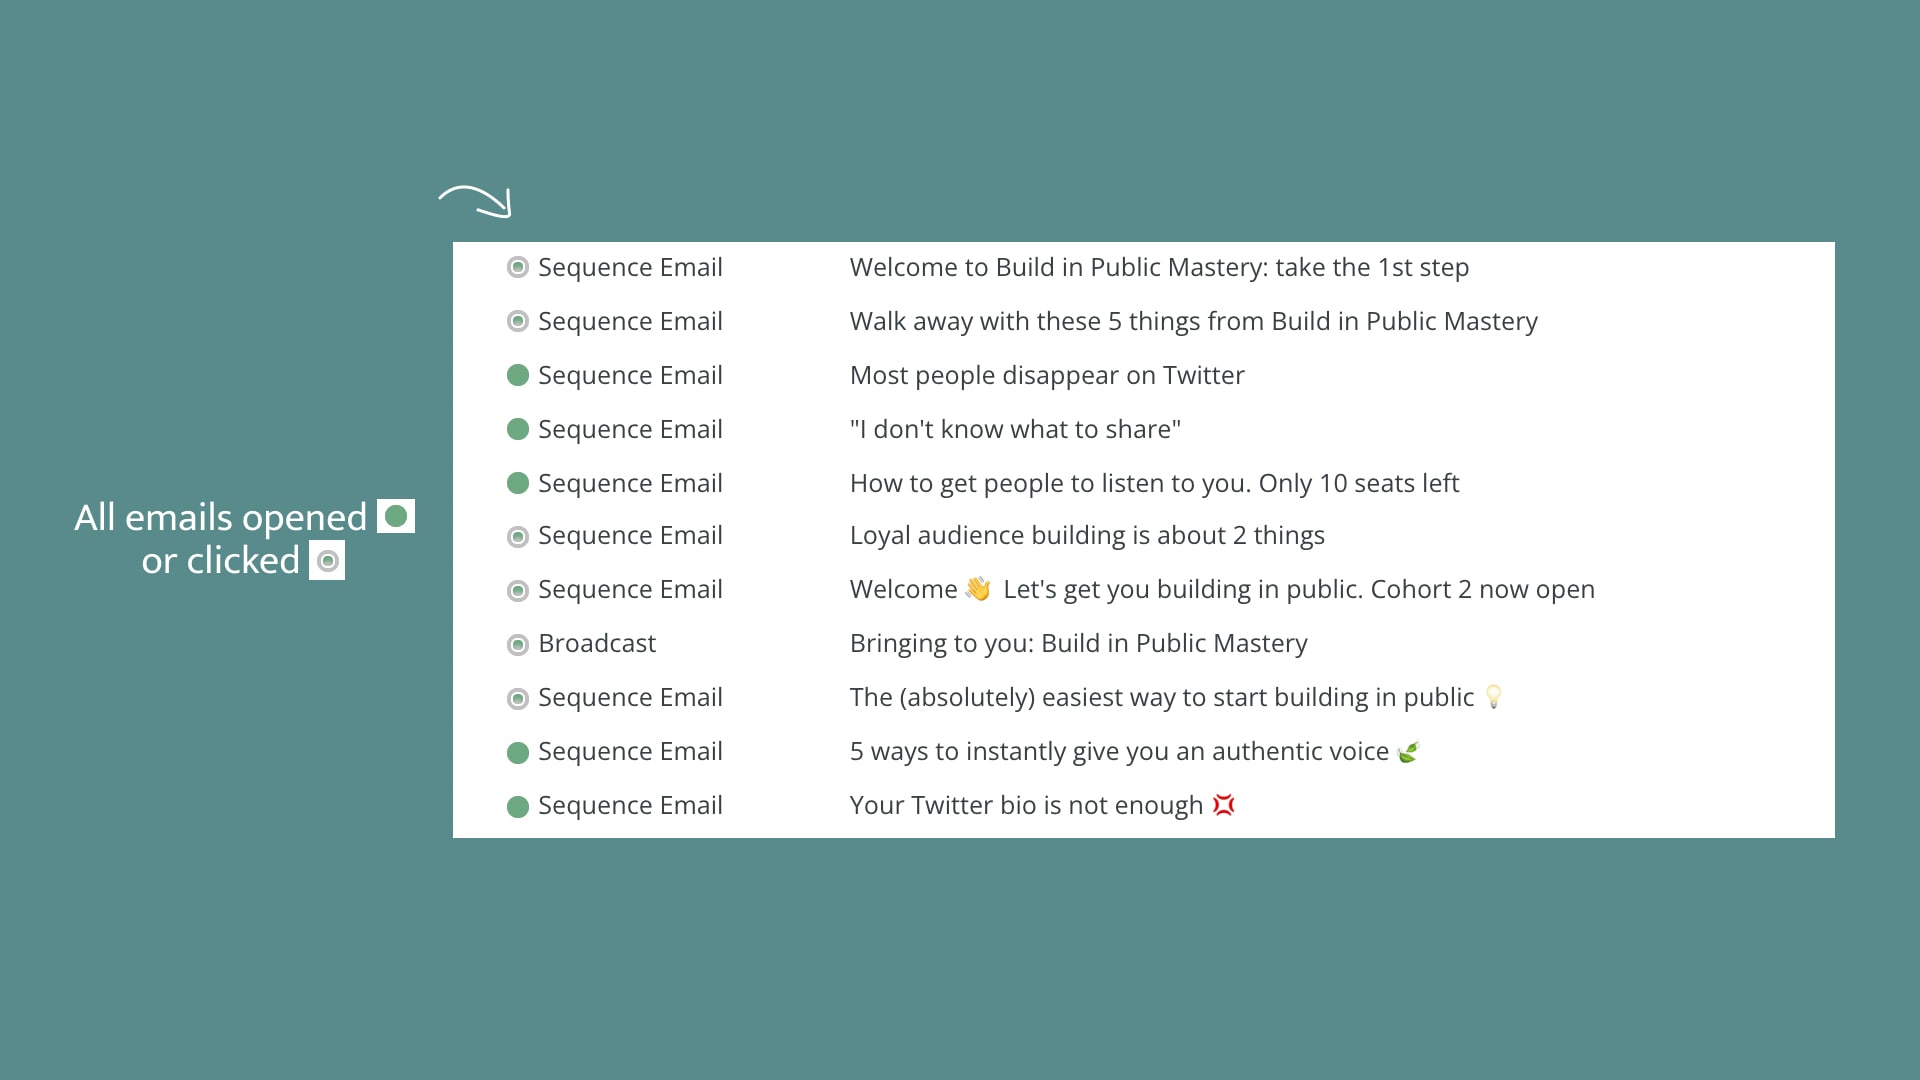 All emails opened
or clicked
Sequence Email Welcome to Build in Public Mastery: take the 1st step
Sequence Email Walk away with these 5 things from Build in Public Mastery
Sequence Email Most people disappear on Twitter
Sequence Email "I don't know what to share"
Sequence Email How to get people to listen to you. Only 10 seats left
Sequence Email Loyal audience building is about 2 things
Sequence Email Welcome 👋 Let's get you building in public. Cohort 2 now open
Broadcast Bringing to you: Build in Public Mastery
Sequence Email The (absolutely) easiest way to start building in public 💡
Sequence Email 5 ways to instantly give you an authentic voice 🍃
Sequence Email Your Twitter bio is not enough 💢